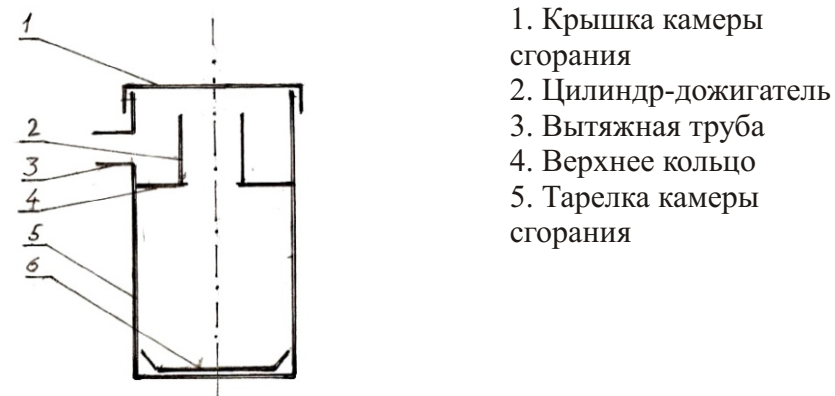 1
2
3
4
5
6
1. Крышка камеры
сгорания
2. Цилиндр-дожигатель
3. Вытяжная труба
4. Верхнее кольцо
5. Тарелка камеры
сгорания